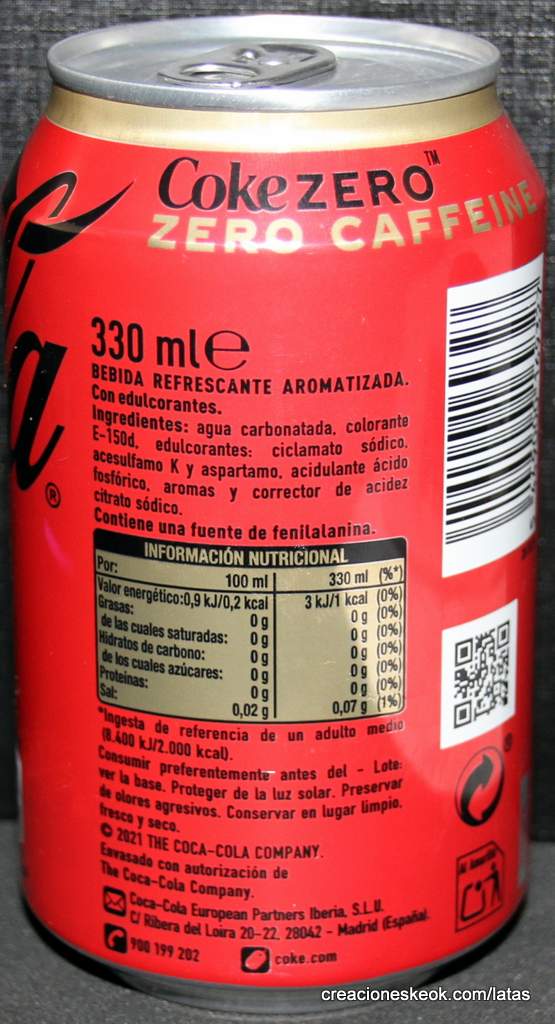 Coke ZERO™
ZERO CAFFEINE
a
®
330 ml e
BEBIDA REFRESCANTE AROMATIZADA.
Con edulcorantes.
Ingredientes: agua carbonatada, colorante
E-150d, edulcorantes: ciclamato sódico,
acesulfamo K y aspartamo, acidulante ácido
fosfórico, aromas y corrector de acidez
citrato sódico.
Contiene una fuente de fenilalanina.
INFORMACIÓN NUTRICIONAL
Por: 100 ml 330 ml (%*)
Valor energético: 0,9 kJ/0,2 kcal 3 kJ/1 kcal (0%)
Grasas: 0 g 0 g (0%)
de las cuales saturadas: 0 g 0 g (0%)
Hidratos de carbono: 0 g 0 g (0%)
de los cuales azúcares: 0 g 0 g (0%)
Proteínas: 0 g 0 g (0%)
Sal: 0,02 g 0,07 g (1%)
*Ingesta de referencia de un adulto medio
(8.400 kJ/2.000 kcal).
Consumir preferentemente antes del - Lote:
ver la base. Proteger de la luz solar. Preservar
de olores agresivos. Conservar en lugar limpio,
fresco y seco.
© 2021 THE COCA-COLA COMPANY.
Envasado con autorización de
The Coca-Cola Company.
Coca-Cola European Partners Iberia, S.L.U.
C/ Ribera del Loira 20-22, 28042 - Madrid (España).
900 199 202 coke.com
creacioneskeok.com/latas